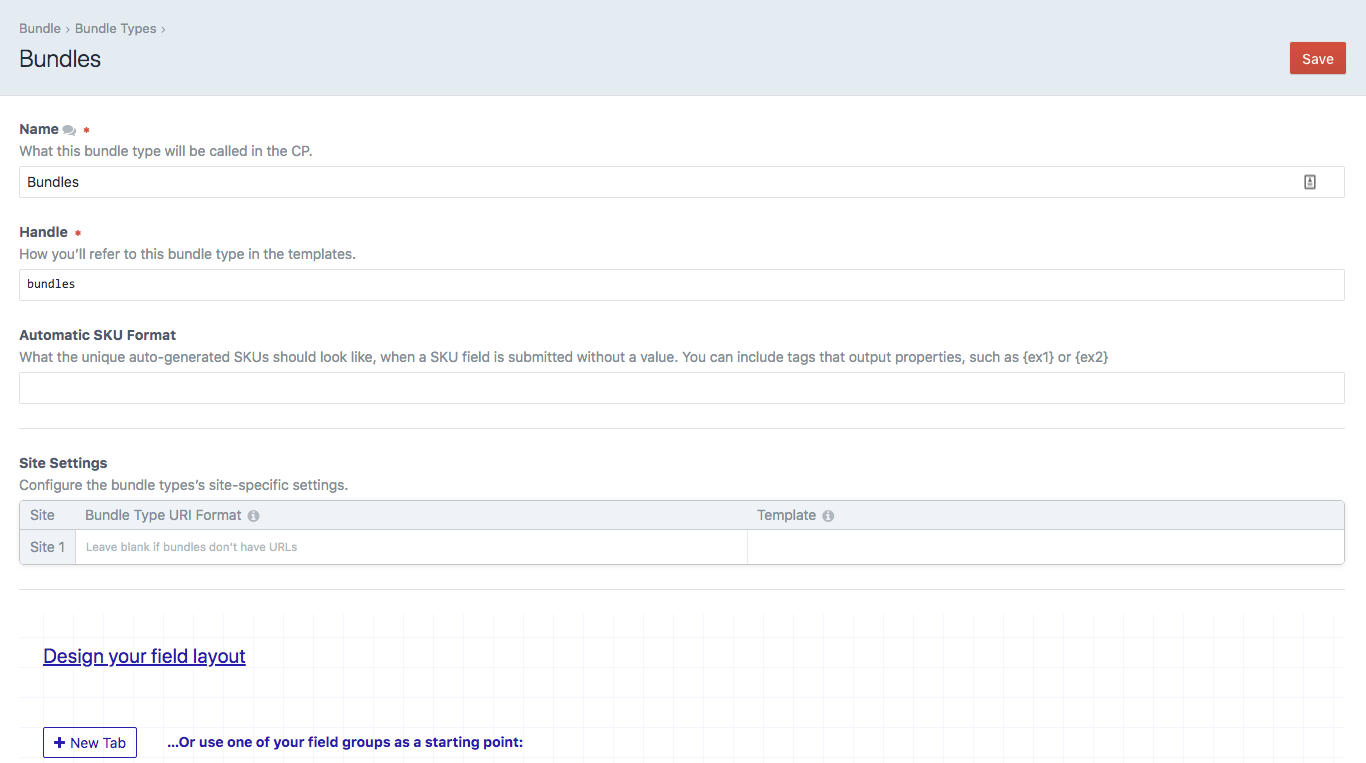 Bundle › Bundle Types ›
Bundles
Save
Name *
What this bundle type will be called in the CP.
Bundles
Handle *
How you’ll refer to this bundle type in the templates.
bundles
Automatic SKU Format
What the unique auto-generated SKUs should look like, when a SKU field is submitted without a value. You can include tags that output properties, such as {ex1} or {ex2}
Site Settings
Configure the bundle types’s site-specific settings.
Site Bundle Type URI Format Template
Site 1 Leave blank if bundles don’t have URLs
Design your field layout
+ New Tab ...Or use one of your field groups as a starting point: